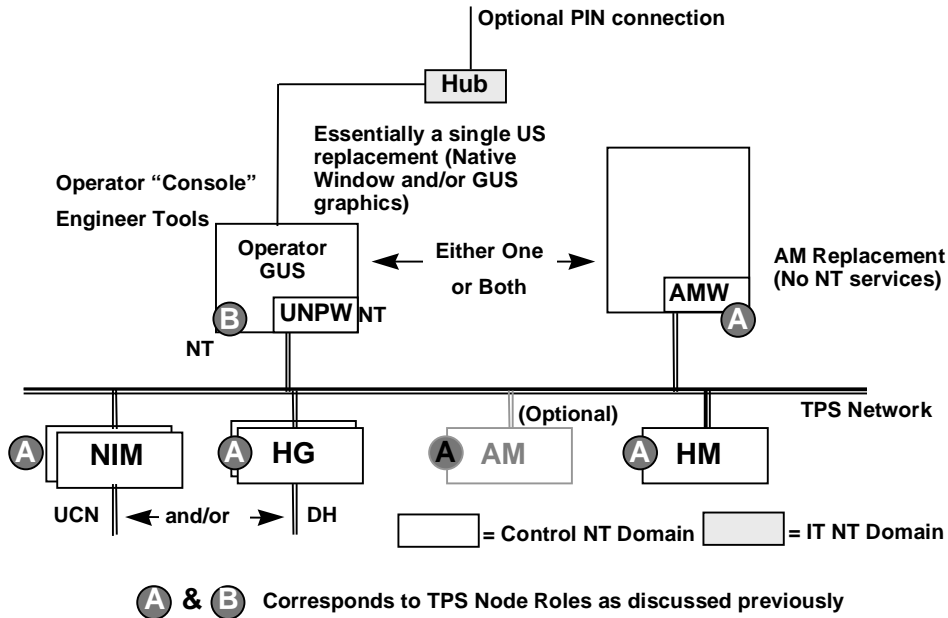 Optional PIN connection
Hub
Essentially a single US
replacement (Native
Window and/or GUS
graphics)
Operator “Console”
Engineer Tools
Operator
GUS
UNPW
NT
B
NT
Either One
or Both
AMW
A
AM Replacement
(No NT services)
TPS Network
(Optional)
A
NIM
A
HG
A
AM
A
HM
UCN
and/or
DH
= Control NT Domain
= IT NT Domain
A & B Corresponds to TPS Node Roles as discussed previously